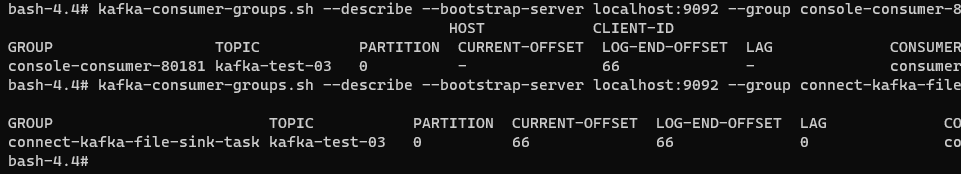 bash-4.4# kafka-consumer-groups.sh --describe --bootstrap-server localhost:9092 --group console-consumer-8
HOST CLIENT-ID
GROUP TOPIC PARTITION CURRENT-OFFSET LOG-END-OFFSET LAG CONSUMER
console-consumer-80181 kafka-test-03 0 - 66 - consumer
bash-4.4# kafka-consumer-groups.sh --describe --bootstrap-server localhost:9092 --group connect-kafka-file
GROUP TOPIC PARTITION CURRENT-OFFSET LOG-END-OFFSET LAG CO
connect-kafka-file-sink-task kafka-test-03 0 66 66 0 co
bash-4.4#